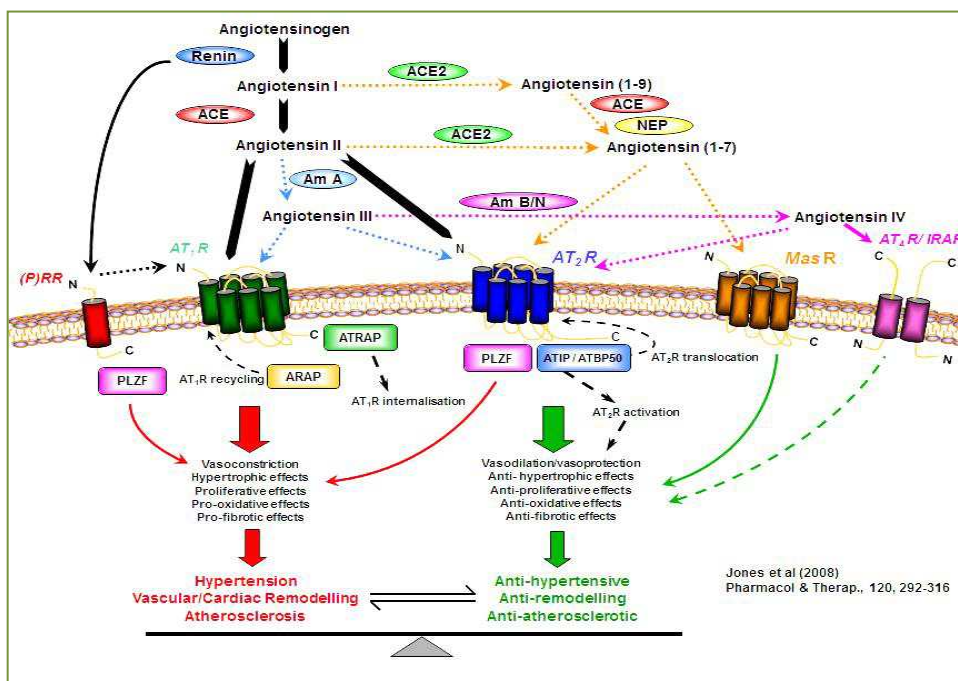 Angiotensinogen
Renin
Angiotensin I
ACE2
Angiotensin (1-9)
ACE
ACE
NEP
Angiotensin II
ACE2
Angiotensin (1-7)
Am A
Am B/N
Angiotensin III
Angiotensin IV
AT₁R
N
AT₂R
N
Mas R
N
AT₄R/ IRAP
C
C
(P)RR
N
N
C
C
C
C
N
N
PLZF
ATRAP
AT₁R recycling
ARAP
AT₁R internalisation
PLZF
ATIP / ATBP50
AT₂R translocation
AT₂R activation
Vasoconstriction
Hypertrophic effects
Proliferative effects
Pro-oxidative effects
Pro-fibrotic effects
Vasodilation/vasoprotection
Anti- hypertrophic effects
Anti-proliferatiive effects
Anti-oxidative effects
Anti-fibrotic effects
Hypertension
Vascular/Cardiac Remodelling
Atherosclerosis
Anti-hypertensive
Anti-remodelling
Anti-atherosclerotic
Jones et al (2008)
Pharmacol & Therap., 120, 292-316